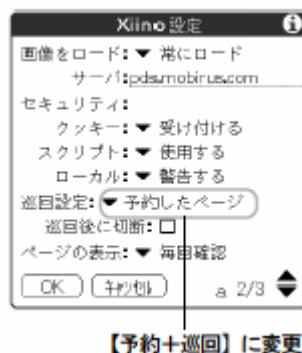 Xiino 設定
画像をロード: ▼ 常にロード
サーバ: pds.mobirus.com
セキュリティ:
クッキー: ▼ 受け付ける
スクリプト: ▼ 使用する
ローカル: ▼ 警告する
巡回設定: ▼ 予約したページ
巡回後に切断: □
ページの表示: ▼ 毎回確認
OK キャンセル a 2/3
【予約+巡回】に変更